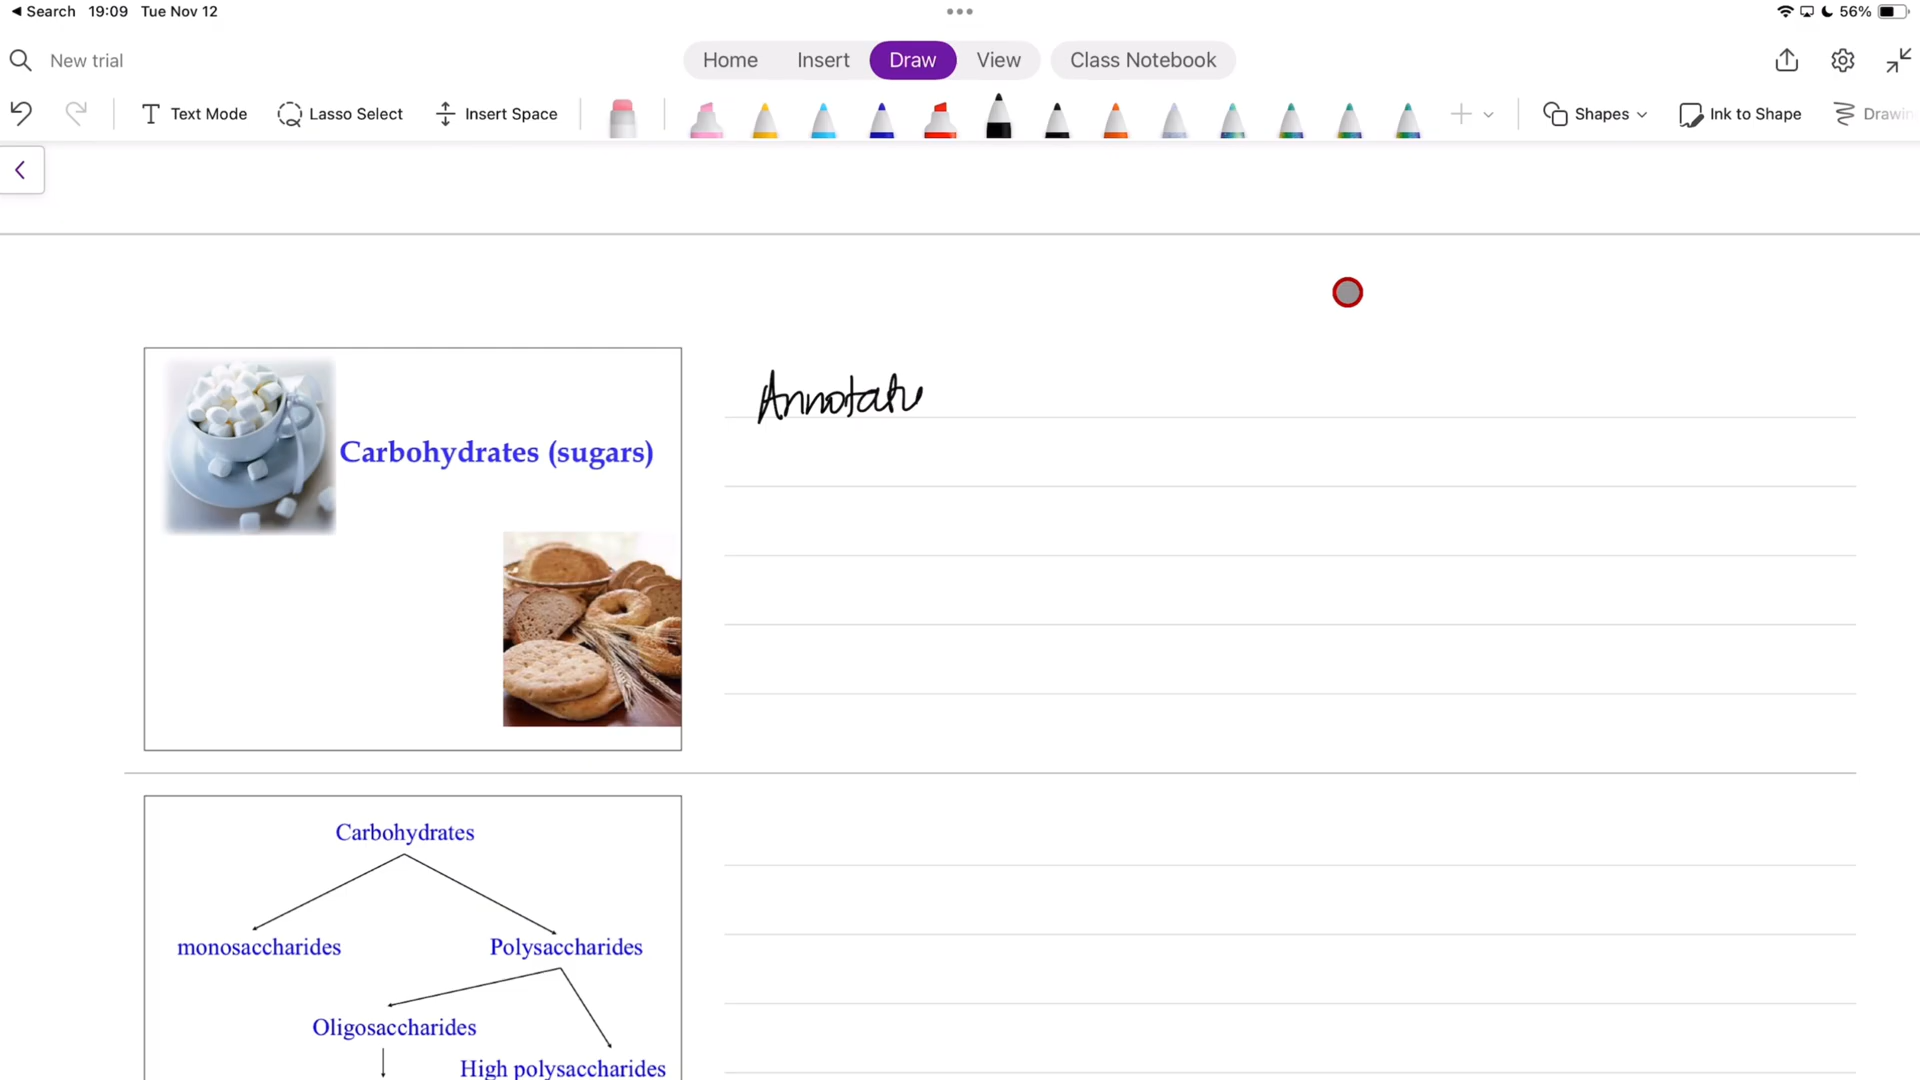 Search 19:09 Tue Nov 12
56%
New trial
Home Insert Draw View Class Notebook
Text Mode Lasso Select Insert Space
Shapes Ink to Shape Drawin
Annotate
Carbohydrates (sugars)
Carbohydrates
monosaccharides Polysaccharides
Oligosaccharides
High polysaccharides